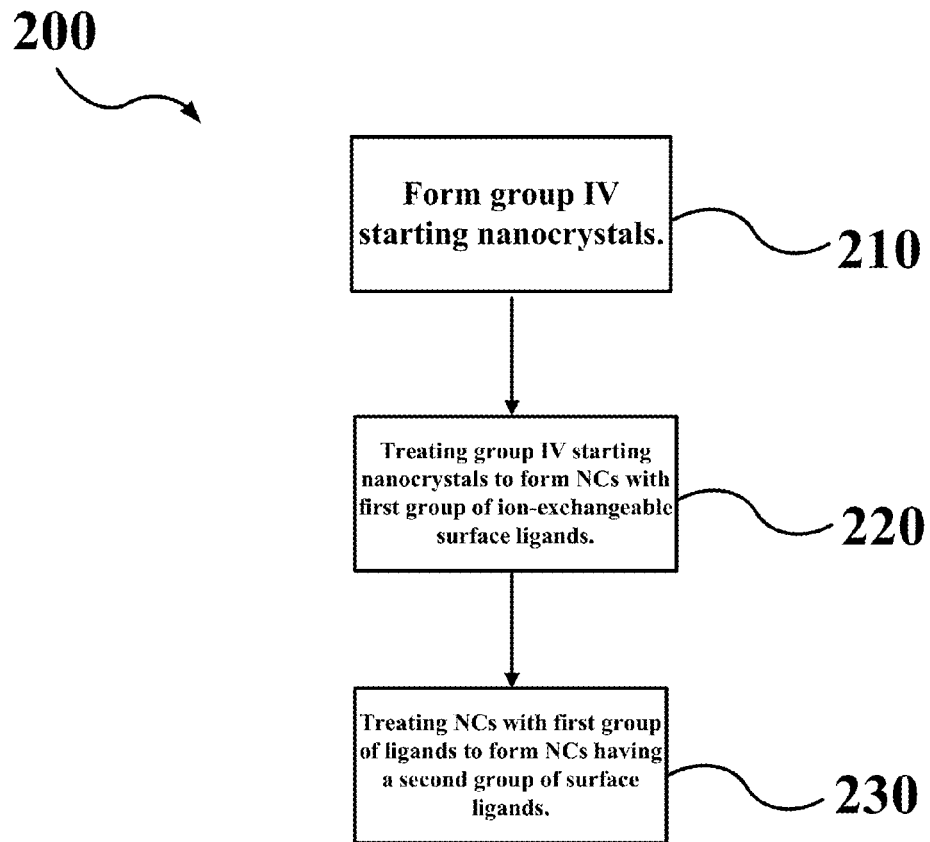 200
Form group IV
starting nanocrystals.
210
Treating group IV starting
nanocrystals to form NCs with
first group of ion-exchangeable
surface ligands.
220
Treating NCs with first group
of ligands to form NCs having
a second group of surface
ligands.
230